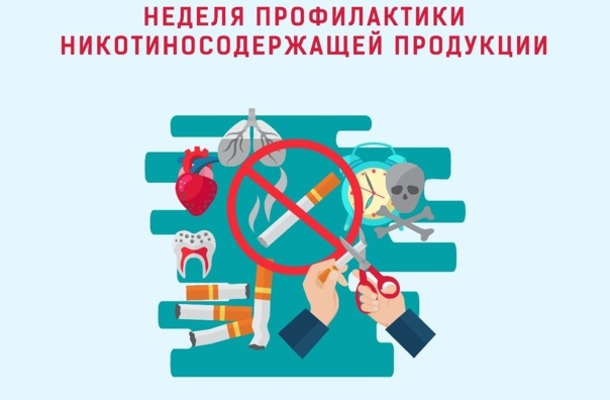 НЕДЕЛЯ ПРОФИЛАКТИКИ
НИКОТИНОСОДЕРЖАЩЕЙ ПРОДУКЦИИ